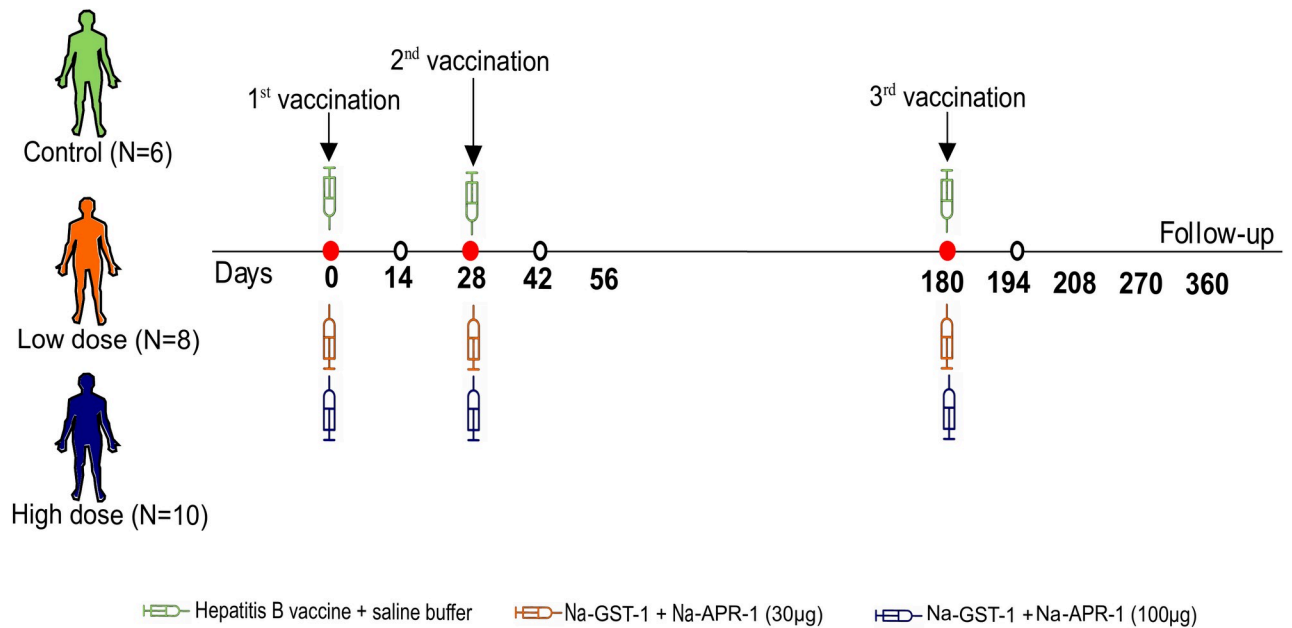 2nd vaccination
1st vaccination
3rd vaccination
Control (N=6)
Follow-up
Days 0 14 28 42 56 180 194 208 270 360
Low dose (N=8)
High dose (N=10)
Hepatitis B vaccine + saline buffer Na-GST-1 + Na-APR-1 (30µg) Na-GST-1 +Na-APR-1 (100µg)